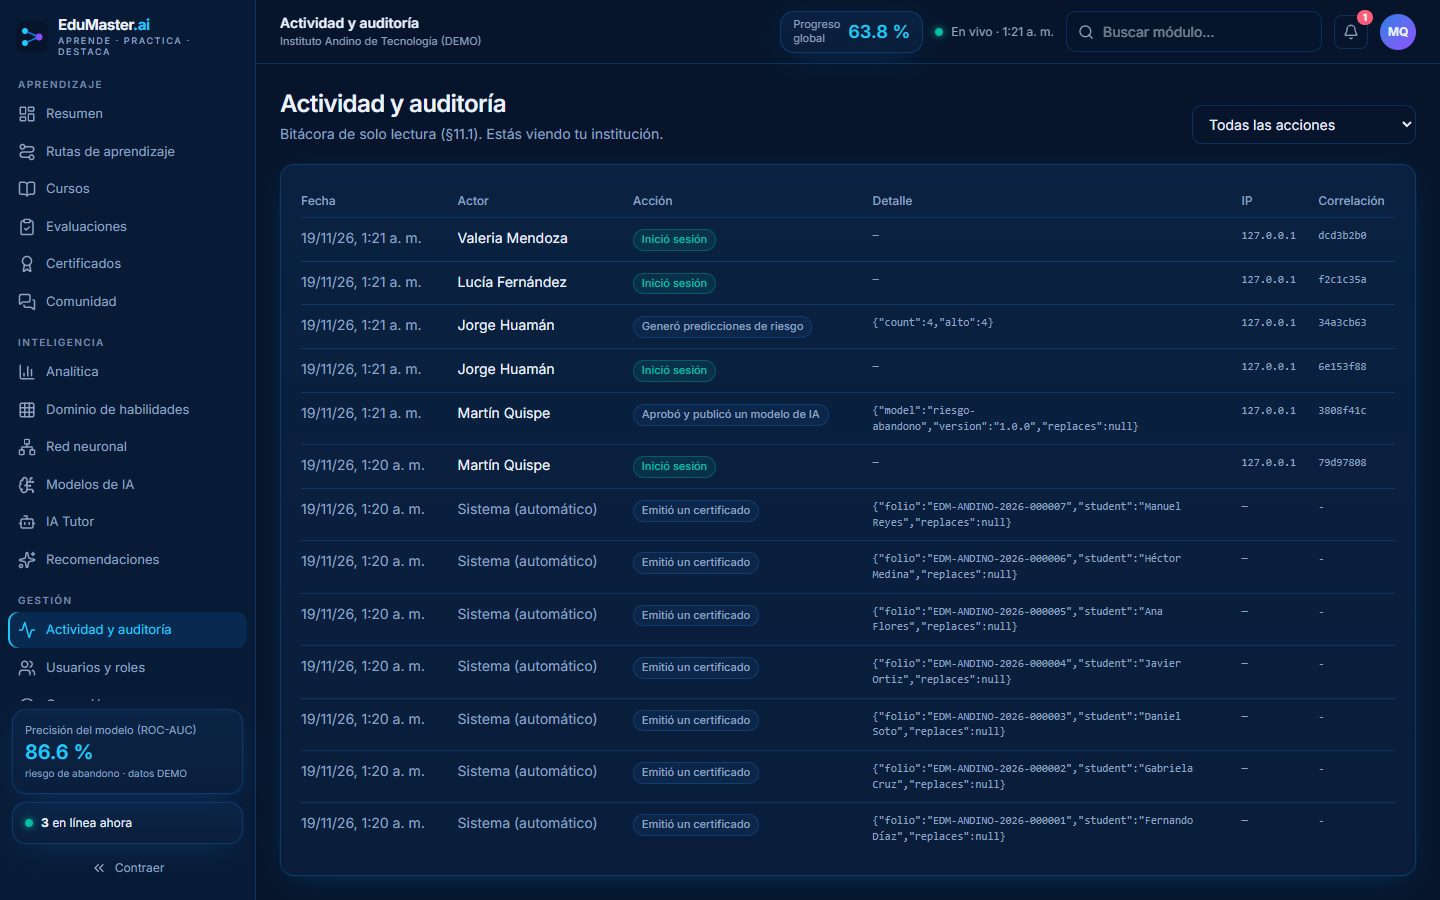 EduMaster.ai
APRENDE · PRACTICA ·
DESTACA
APRENDIZAJE
Resumen
Rutas de aprendizaje
Cursos
Evaluaciones
Certificados
Comunidad
INTELIGENCIA
Analítica
Dominio de habilidades
Red neuronal
Modelos de IA
IA Tutor
Recomendaciones
GESTIÓN
Actividad y auditoría
Usuarios y roles
Precisión del modelo (ROC-AUC)
86.6 %
riesgo de abandono · datos DEMO
3 en línea ahora
Contraer
Actividad y auditoría
Instituto Andino de Tecnología (DEMO)
Progreso
global
63.8 %
En vivo · 1:21 a. m.
Buscar módulo...
1
MQ
Actividad y auditoría
Bitácora de solo lectura (§11.1). Estás viendo tu institución.
Todas las acciones
Fecha Actor Acción Detalle IP Correlación
19/11/26, 1:21 a. m. Valeria Mendoza Inició sesión — 127.0.0.1 dcd3b2b0
19/11/26, 1:21 a. m. Lucía Fernández Inició sesión — 127.0.0.1 f2c1c35a
19/11/26, 1:21 a. m. Jorge Huamán Generó predicciones de riesgo {"count":4,"alto":4} 127.0.0.1 34a3cb63
19/11/26, 1:21 a. m. Jorge Huamán Inició sesión — 127.0.0.1 6e153f88
19/11/26, 1:21 a. m. Martín Quispe Aprobó y publicó un modelo de IA {"model":"riesgo- 127.0.0.1 3808f41c
abandono","version":"1.0.0","replaces":null}
19/11/26, 1:20 a. m. Martín Quispe Inició sesión — 127.0.0.1 79d97808
19/11/26, 1:20 a. m. Sistema (automático) Emitió un certificado {"folio":"EDM-ANDINO-2026-000007","student":"Manuel — -
Reyes","replaces":null}
19/11/26, 1:20 a. m. Sistema (automático) Emitió un certificado {"folio":"EDM-ANDINO-2026-000006","student":"Héctor — -
Medina","replaces":null}
19/11/26, 1:20 a. m. Sistema (automático) Emitió un certificado {"folio":"EDM-ANDINO-2026-000005","student":"Ana — -
Flores","replaces":null}
19/11/26, 1:20 a. m. Sistema (automático) Emitió un certificado {"folio":"EDM-ANDINO-2026-000004","student":"Javier — -
Ortiz","replaces":null}
19/11/26, 1:20 a. m. Sistema (automático) Emitió un certificado {"folio":"EDM-ANDINO-2026-000003","student":"Daniel — -
Soto","replaces":null}
19/11/26, 1:20 a. m. Sistema (automático) Emitió un certificado {"folio":"EDM-ANDINO-2026-000002","student":"Gabriela — -
Cruz","replaces":null}
19/11/26, 1:20 a. m. Sistema (automático) Emitió un certificado {"folio":"EDM-ANDINO-2026-000001","student":"Fernando — -
Díaz","replaces":null}